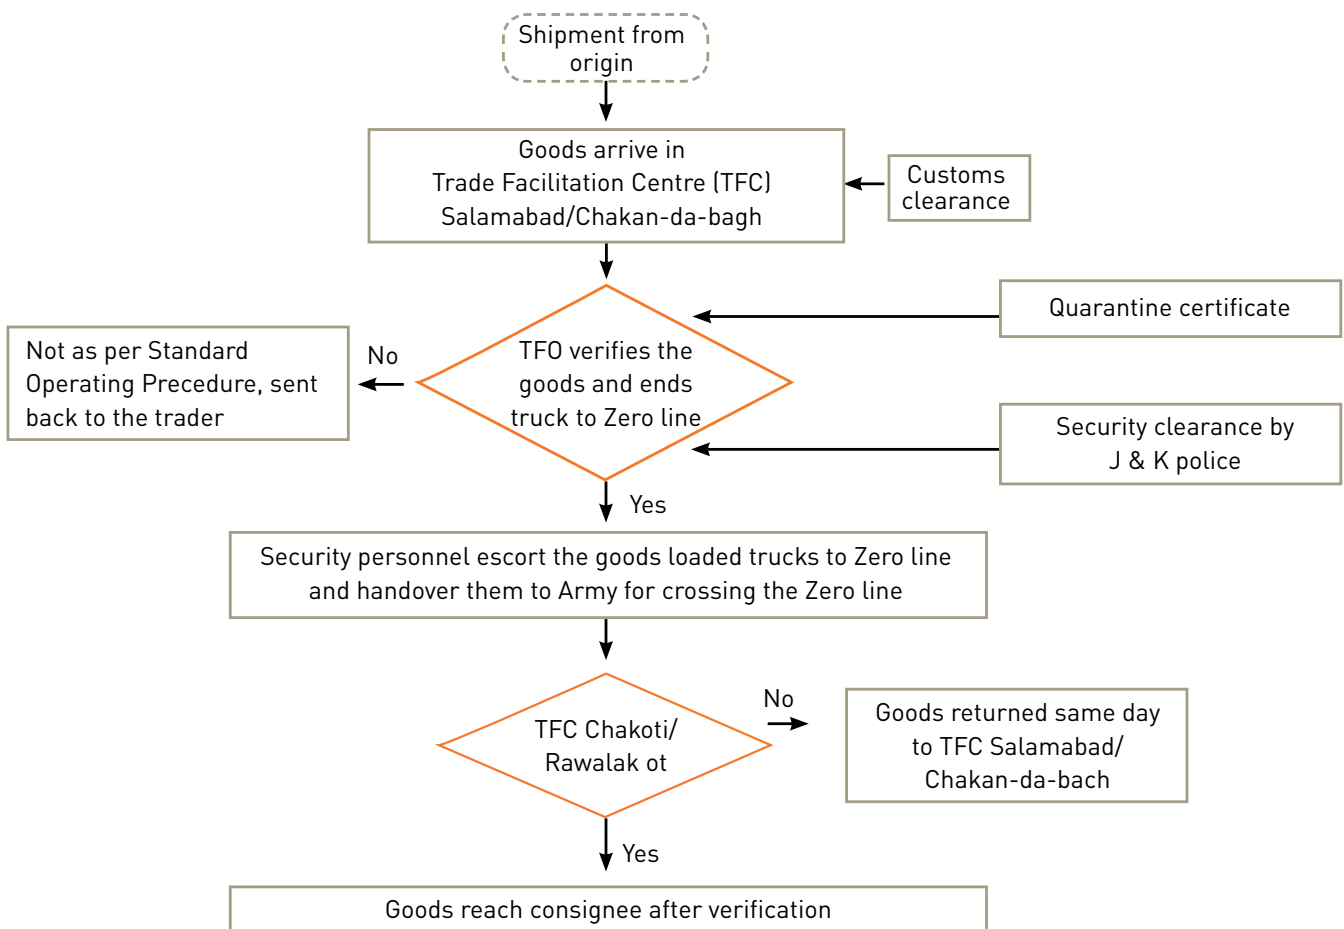 Shipment from
origin
Goods arrive in
Trade Facilitation Centre (TFC)
Salamabad/Chakan-da-bagh
Customs
clearance
Quarantine certificate
TFO verifies the
goods and ends
truck to Zero line
No
Not as per Standard
Operating Precedure, sent
back to the trader
Security clearance by
J & K police
Yes
Security personnel escort the goods loaded trucks to Zero line
and handover them to Army for crossing the Zero line
TFC Chakoti/
Rawalak ot
No
Goods returned same day
to TFC Salamabad/
Chakan-da-bach
Yes
Goods reach consignee after verification